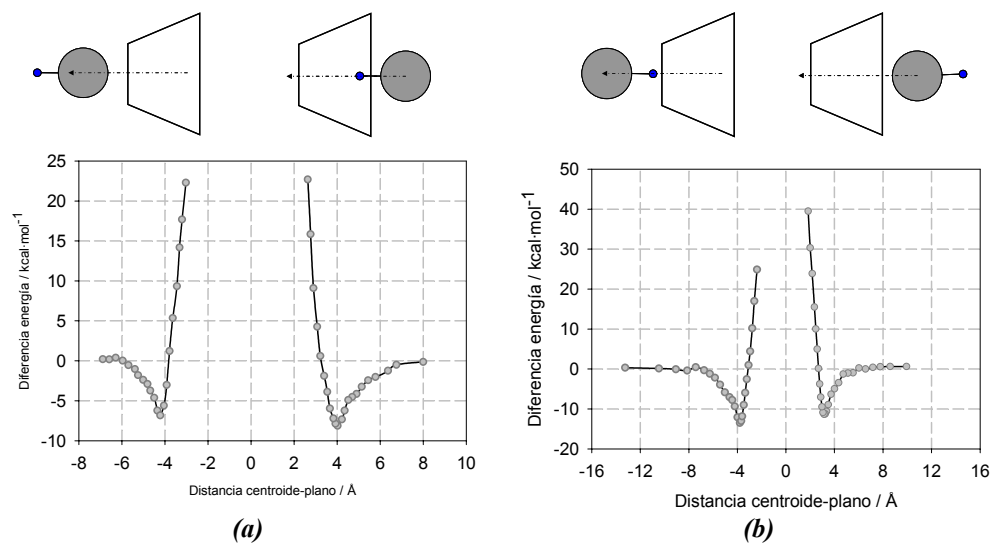 25
20
15
10
5
0
-5
-10
Diferencia energía / kcal·mol-1
-8 -6 -4 -2 0 2 4 6 8 10
Distancia centroide-plano / Å
(a)
50
40
30
20
10
0
-10
-20
Diferencia energía / kcal·mol-1
-16 -12 -8 -4 0 4 8 12 16
Distancia centroide-plano / Å
(b)